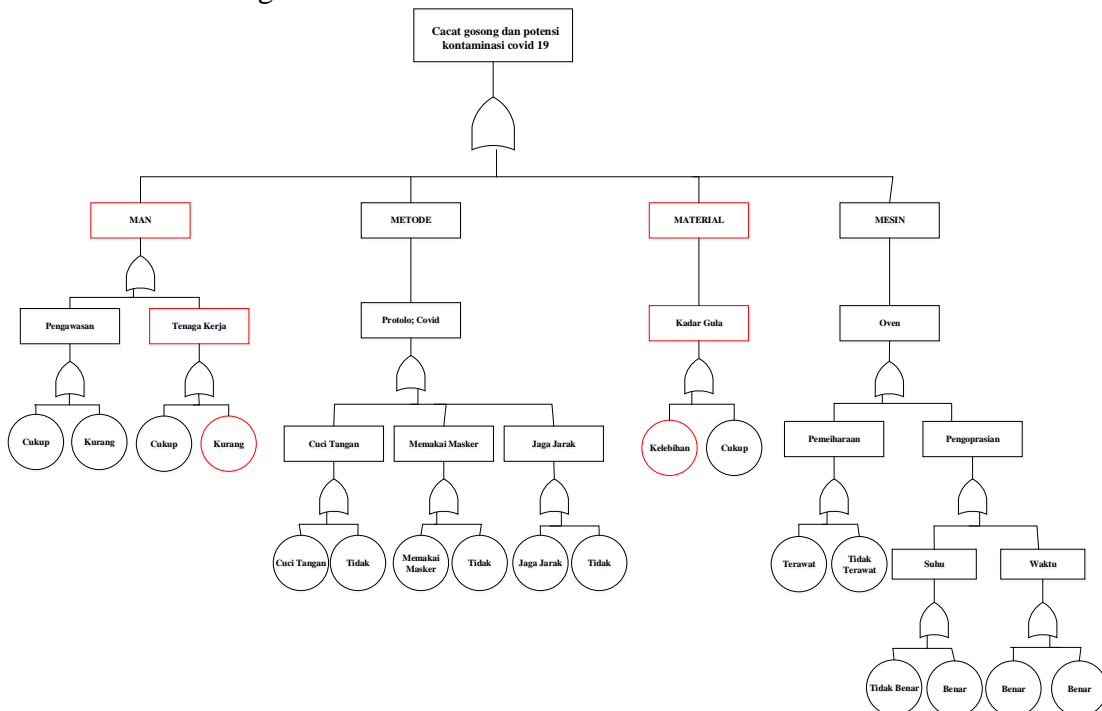 Cacat gosong dan potensi
kontaminasi covid 19
MAN
METODE
MATERIAL
MESIN
Pengawasan
Tenaga Kerja
Protolo; Covid
Kadar Gula
Oven
Cukup
Kurang
Cukup
Kurang
Cuci Tangan
Memakai Masker
Jaga Jarak
Kelebihan
Cukup
Pemeiharaan
Pengoprasian
Cuci Tangan
Tidak
Memakai
Masker
Tidak
Jaga Jarak
Tidak
Terawat
Tidak
Terawat
Suhu
Waktu
Tidak Benar
Benar
Benar
Benar